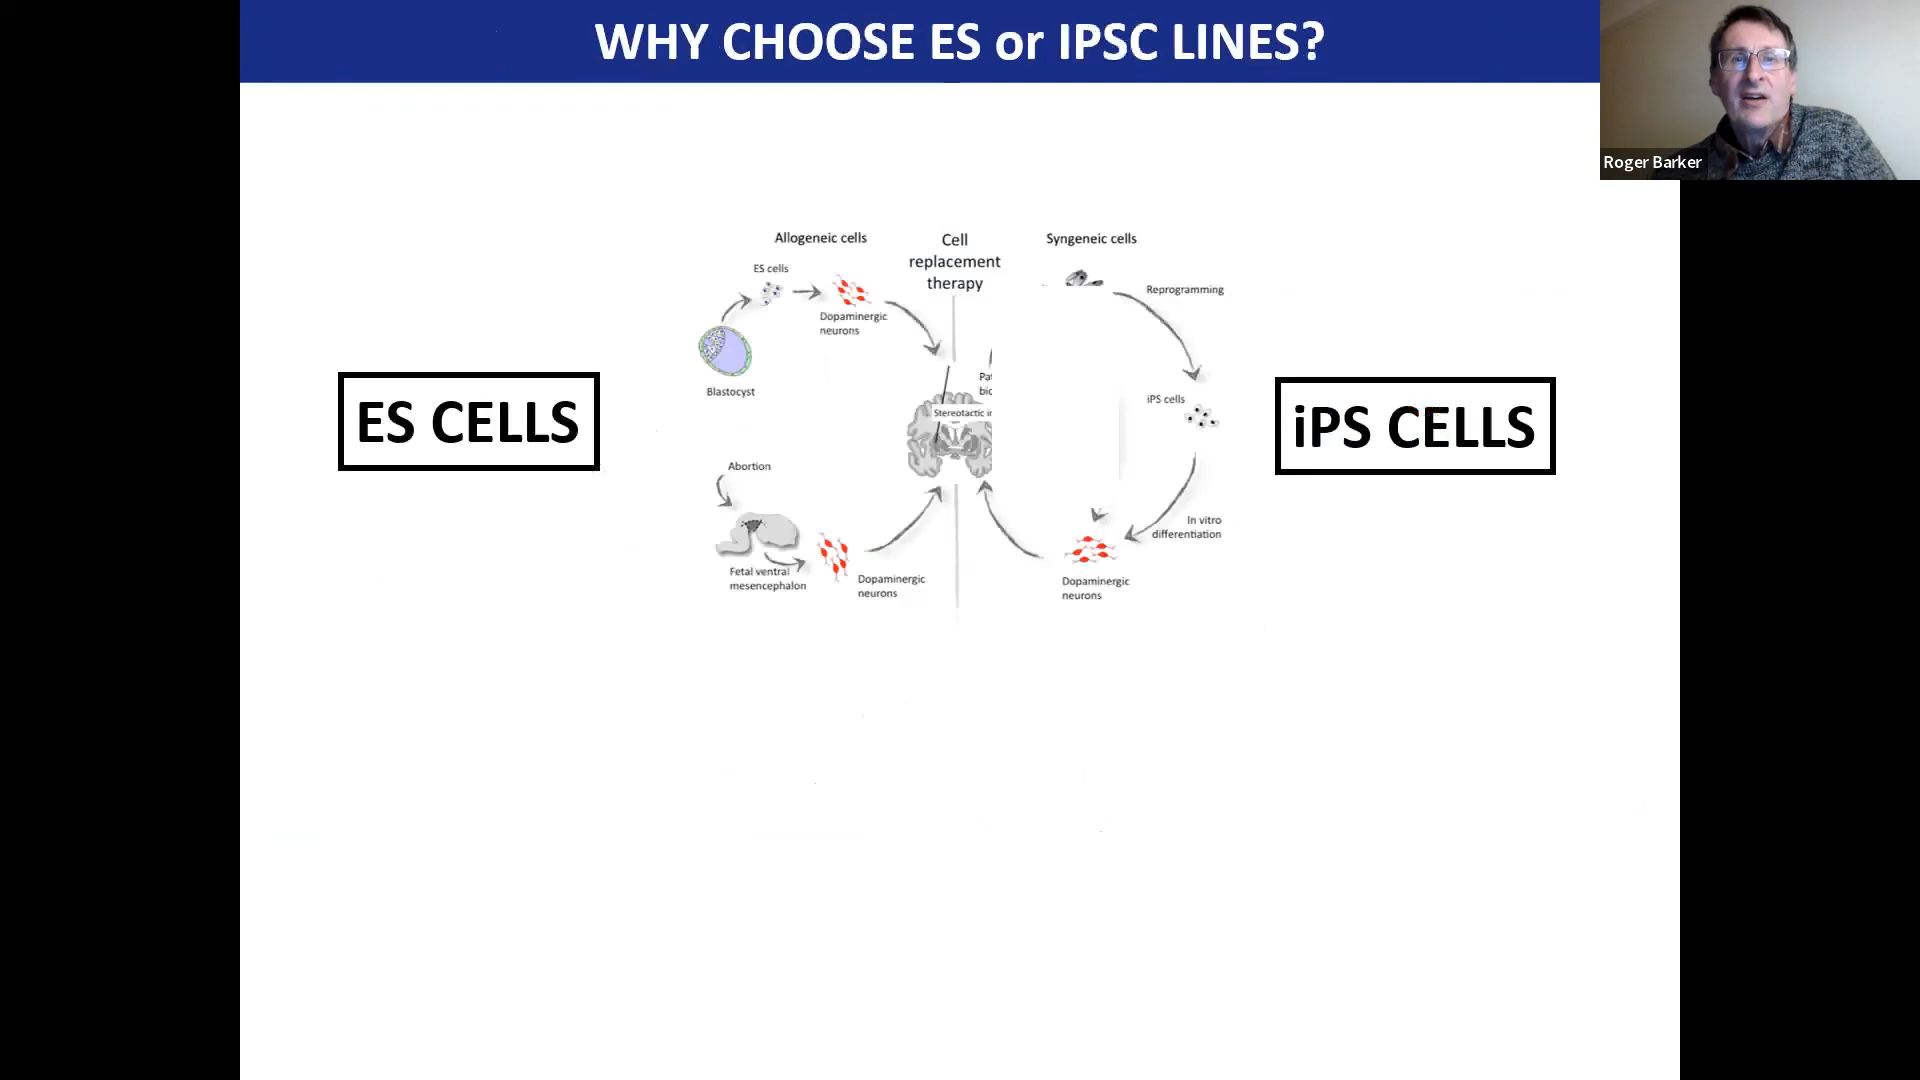 WHY CHOOSE ES or IPSC LINES?
Roger Barker
Allogeneic cells
Cell
replacement
therapy
Syngeneic cells
ES cells
Dopaminergic
neurons
Blastocyst
Reprogramming
ES CELLS
Stereotactic
iPS cells
iPS CELLS
Abortion
Fetal ventral
mesencephalon
Dopaminergic
neurons
In vitro
differentiation
Dopaminergic
neurons